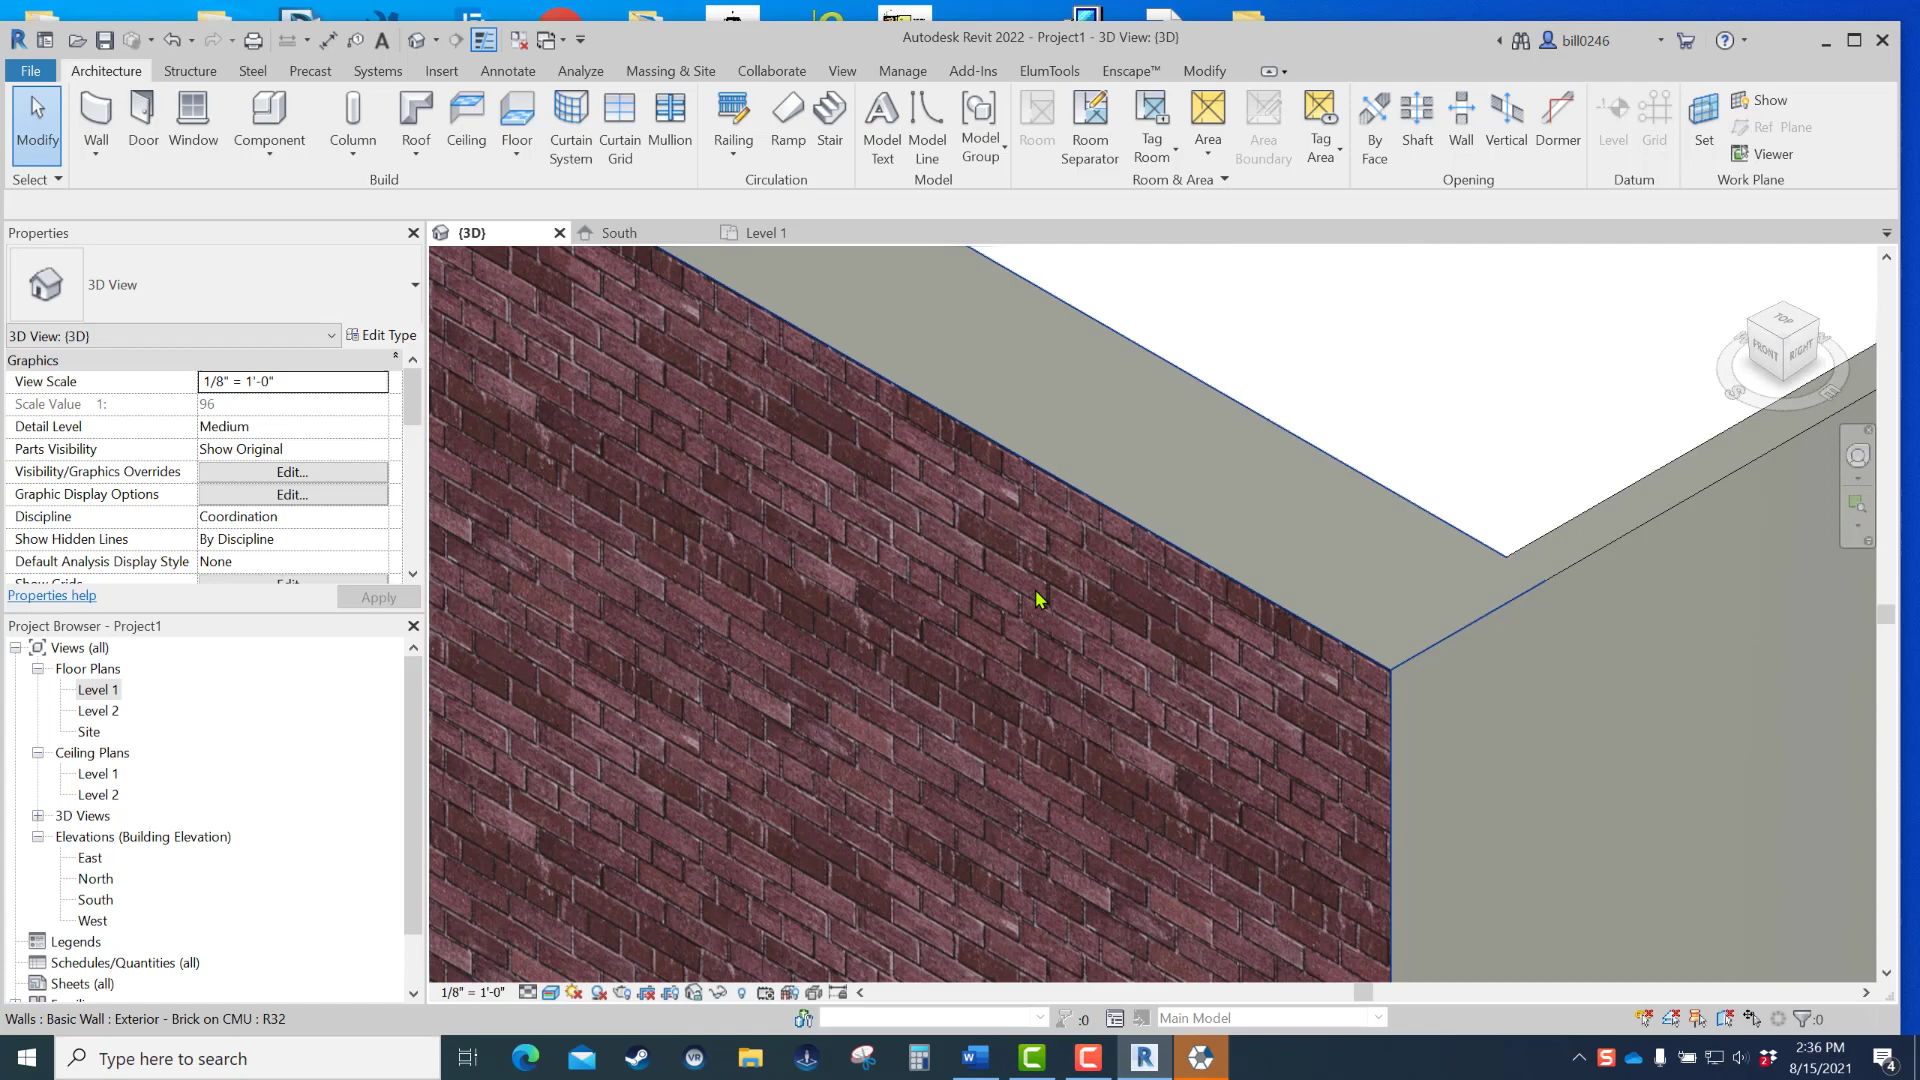 Autodesk Revit 2022 - Project1 - 3D View: {3D}
bill0246
File Architecture Structure Steel Precast Systems Insert Annotate Analyze Massing & Site Collaborate View Manage Add-Ins ElumTools Enscape™ Modify
Modify
Wall
Door
Window
Component
Column
Roof
Ceiling
Floor
Curtain System
Curtain Grid
Mullion
Railing
Ramp
Stair
Model Text
Model Line
Model Group
Room
Room Separator
Tag Room
Area
Area Boundary
Tag Area
By Face
Shaft
Wall
Vertical
Dormer
Level
Grid
Set
Show
Ref Plane
Viewer
Select
Build
Circulation
Model
Room & Area
Opening
Datum
Work Plane
Properties
{3D}
South
Level 1
3D View
3D View: {3D}
Edit Type
Graphics
View Scale 1/8" = 1'-0"
Scale Value 1: 96
Detail Level Medium
Parts Visibility Show Original
Visibility/Graphics Overrides Edit...
Graphic Display Options Edit...
Discipline Coordination
Show Hidden Lines By Discipline
Default Analysis Display Style None
Show Grids Edit
Properties help
Apply
TOP
FRONT
RIGHT
S
E
Project Browser - Project1
Views (all)
Floor Plans
Level 1
Level 2
Site
Ceiling Plans
Level 1
Level 2
3D Views
Elevations (Building Elevation)
East
North
South
West
Legends
Schedules/Quantities (all)
Sheets (all)
1/8" = 1'-0"
Walls : Basic Wall : Exterior - Brick on CMU : R32
:0
Main Model
:0
Type here to search
2:36 PM
8/15/2021
4